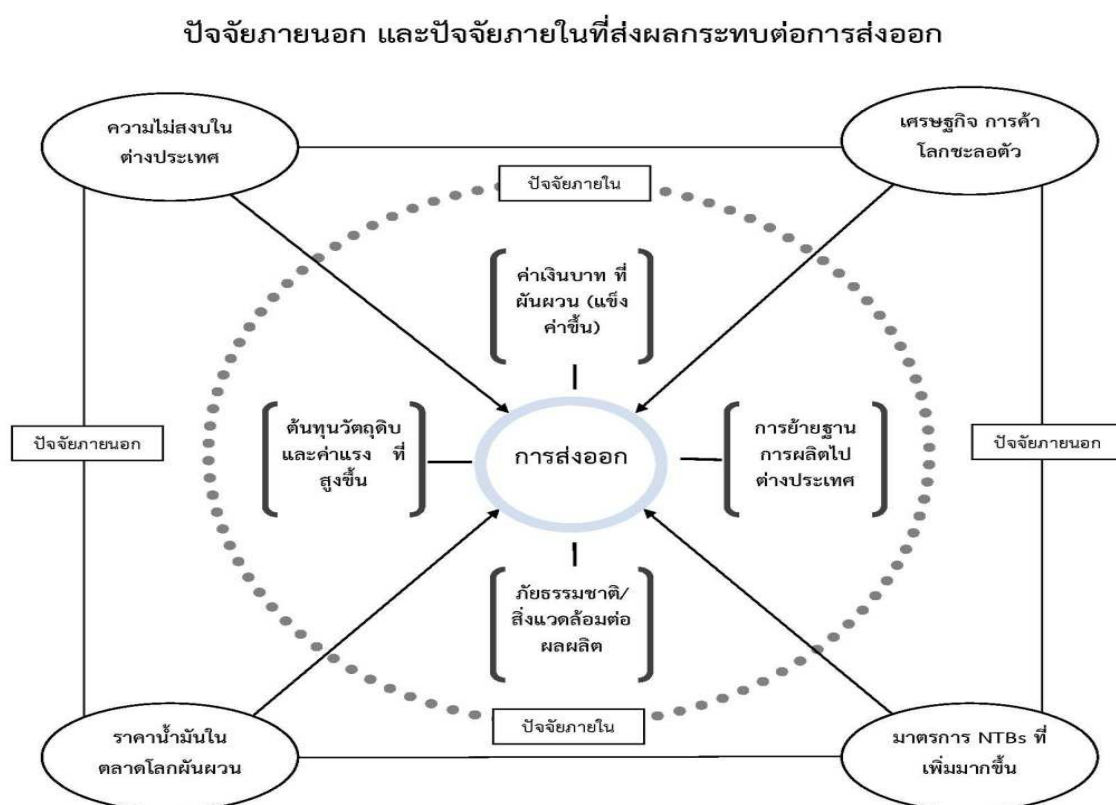 ปัจจัยภายนอก และปัจจัยภายในที่ส่งผลกระทบต่อการส่งออก
ความไม่สงบใน
ต่างประเทศ
เศรษฐกิจ การค้า
โลกชะลอตัว
ปัจจัยภายใน
ค่าเงินบาท ที่
ผันผวน (แข็ง
ค่าขึ้น)
ปัจจัยภายนอก
ต้นทุนวัตถุดิบ
และค่าแรง ที่
สูงขึ้น
การส่งออก
การย้ายฐาน
การผลิตไป
ต่างประเทศ
ปัจจัยภายนอก
ภัยธรรมชาติ/
สิ่งแวดล้อมต่อ
ผลผลิต
ปัจจัยภายใน
ราคาน้ำมันใน
ตลาดโลกผันผวน
มาตรการ NTBs ที่
เพิ่มมากขึ้น